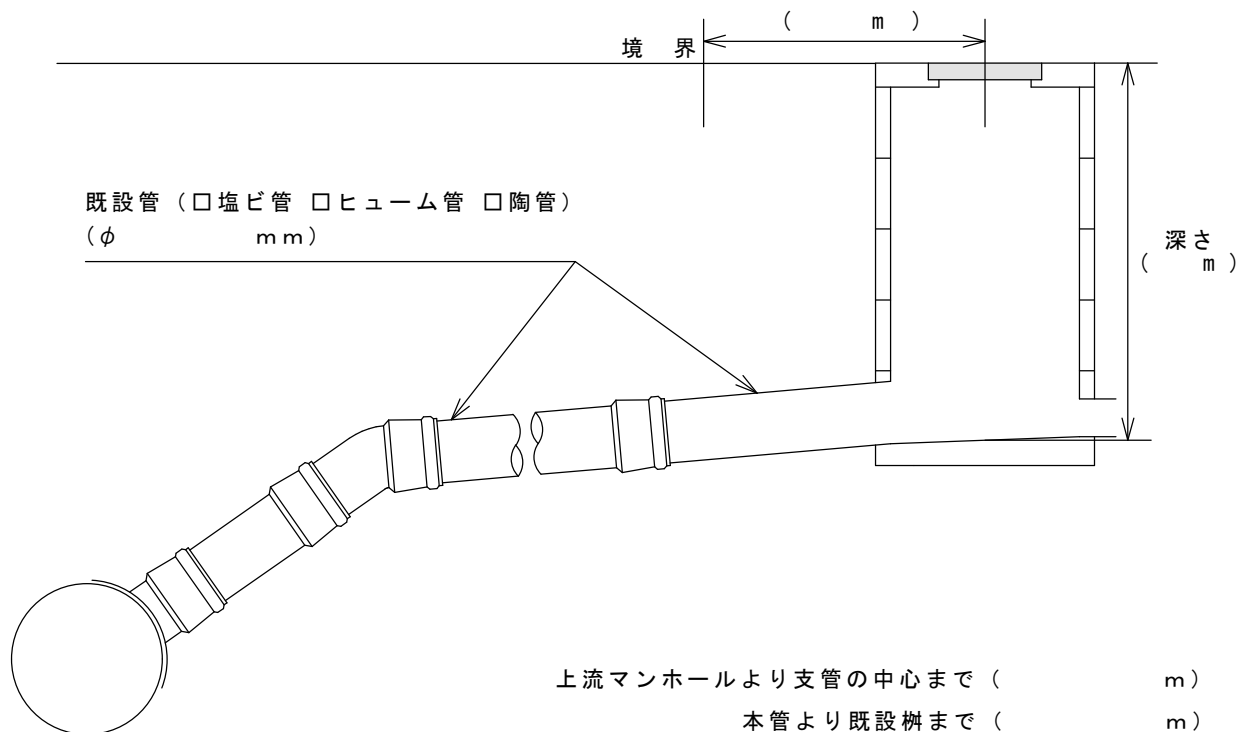 （　　　ｍ ）
境 界
既設管（□塩ビ管 □ヒューム管 □陶管）
（φ　　　　　ｍｍ）
深さ
（　　ｍ ）
上流マンホールより支管の中心まで（　　　　　　ｍ）
本管より既設桝まで（　　　　　　ｍ）